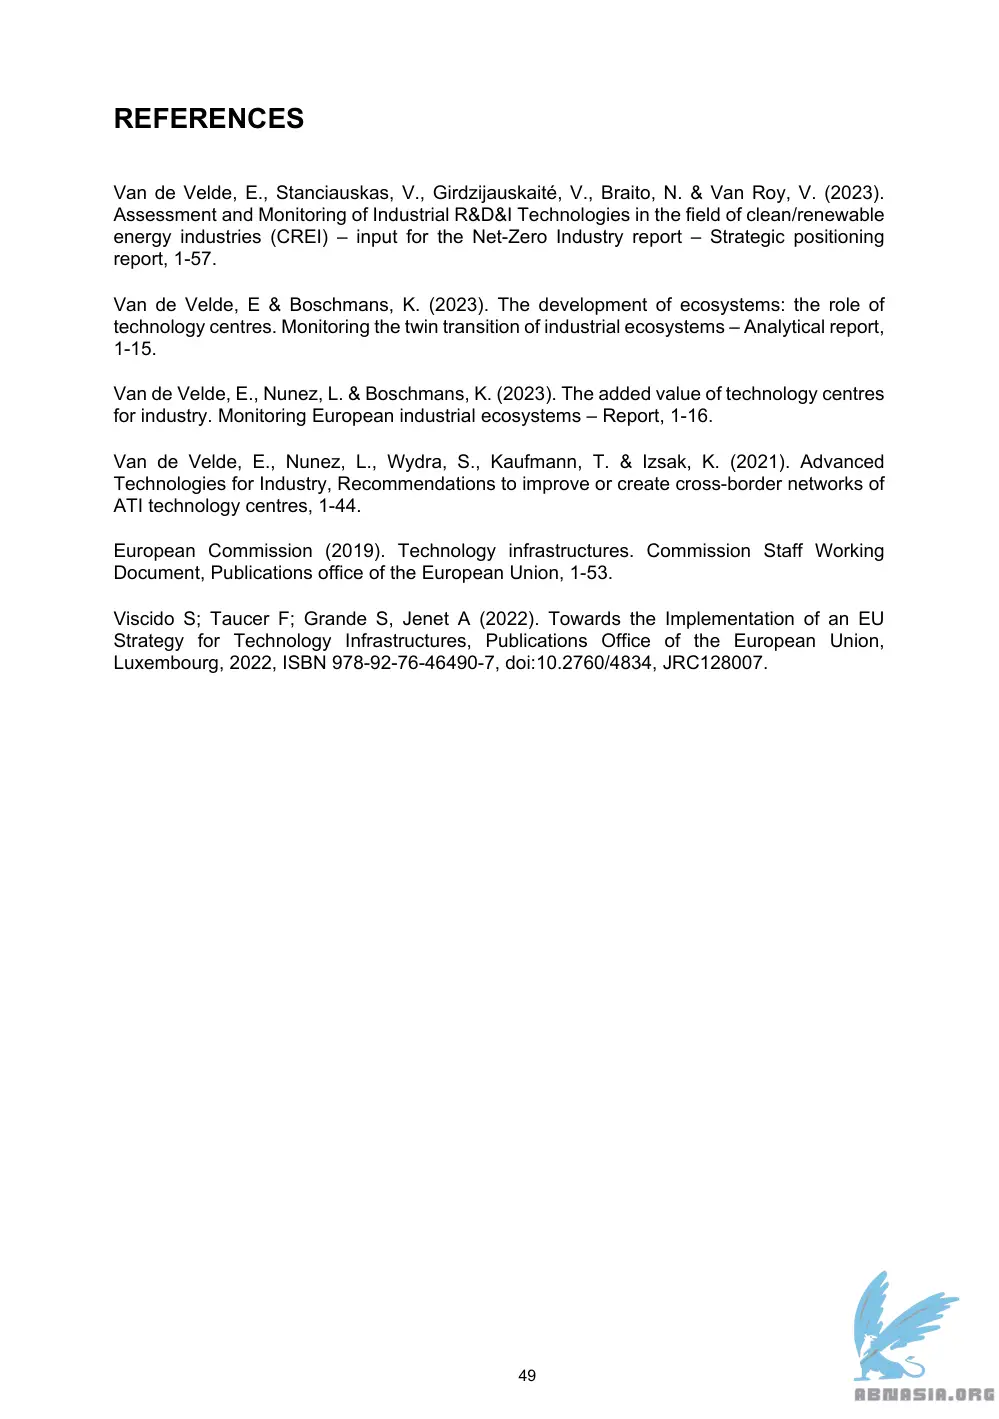 REFERENCES
Van de Velde, E., Stanciauskas, V., Girdzijauskaité, V., Braito, N. & Van Roy, V. (2023).
Assessment and Monitoring of Industrial R&D&I Technologies in the field of clean/renewable
energy industries (CREI) – input for the Net-Zero Industry report – Strategic positioning
report, 1-57.
Van de Velde, E & Boschmans, K. (2023). The development of ecosystems: the role of
technology centres. Monitoring the twin transition of industrial ecosystems – Analytical report,
1-15.
Van de Velde, E., Nunez, L. & Boschmans, K. (2023). The added value of technology centres
for industry. Monitoring European industrial ecosystems – Report, 1-16.
Van de Velde, E., Nunez, L., Wydra, S., Kaufmann, T. & Izsak, K. (2021). Advanced
Technologies for Industry, Recommendations to improve or create cross-border networks of
ATI technology centres, 1-44.
European Commission (2019). Technology infrastructures. Commission Staff Working
Document, Publications office of the European Union, 1-53.
Viscido S; Taucer F; Grande S, Jenet A (2022). Towards the Implementation of an EU
Strategy for Technology Infrastructures, Publications Office of the European Union,
Luxembourg, 2022, ISBN 978-92-76-46490-7, doi:10.2760/4834, JRC128007.
49
ABNASIA.ORG